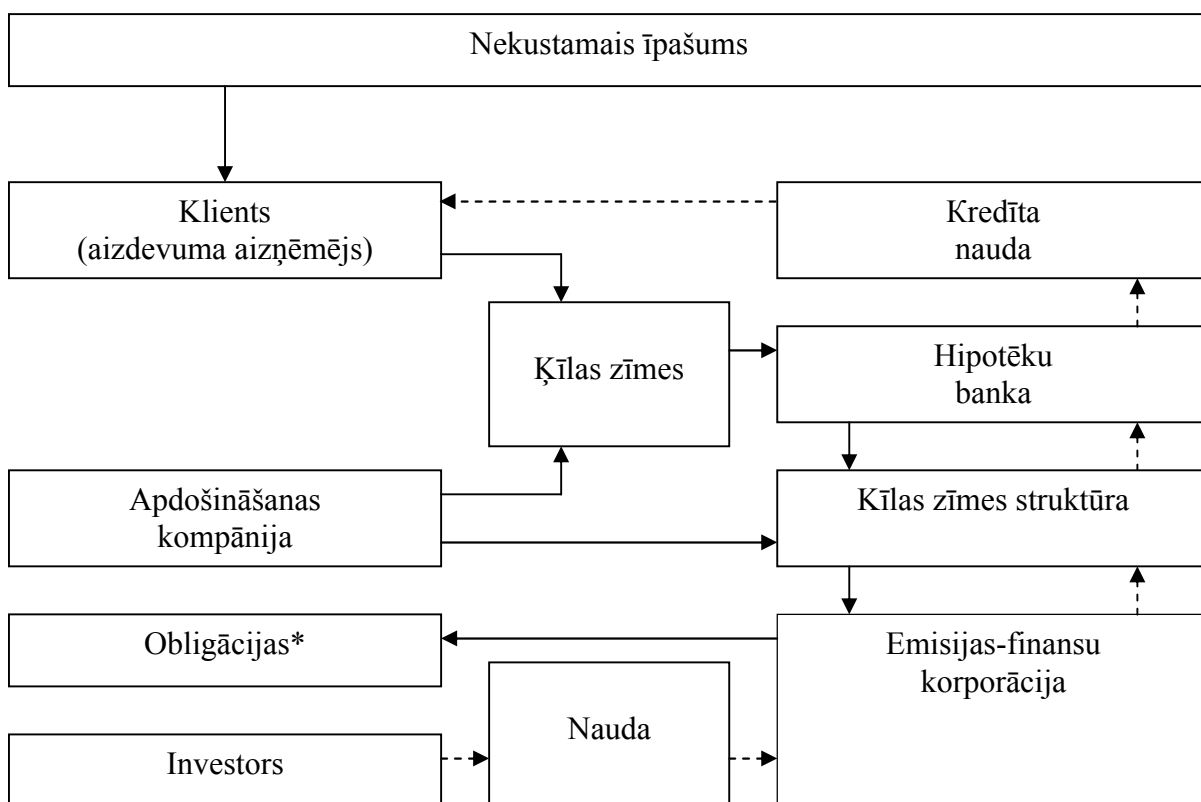 Nekustamais īpašums
Klients
(aizdevuma aizņēmējs)
Kredīta
nauda
Ķīlas zīmes
Hipotēku
banka
Apdošināšanas
kompānija
Kīlas zīmes struktūra
Obligācijas*
Emisijas-finansu
korporācija
Nauda
Investors